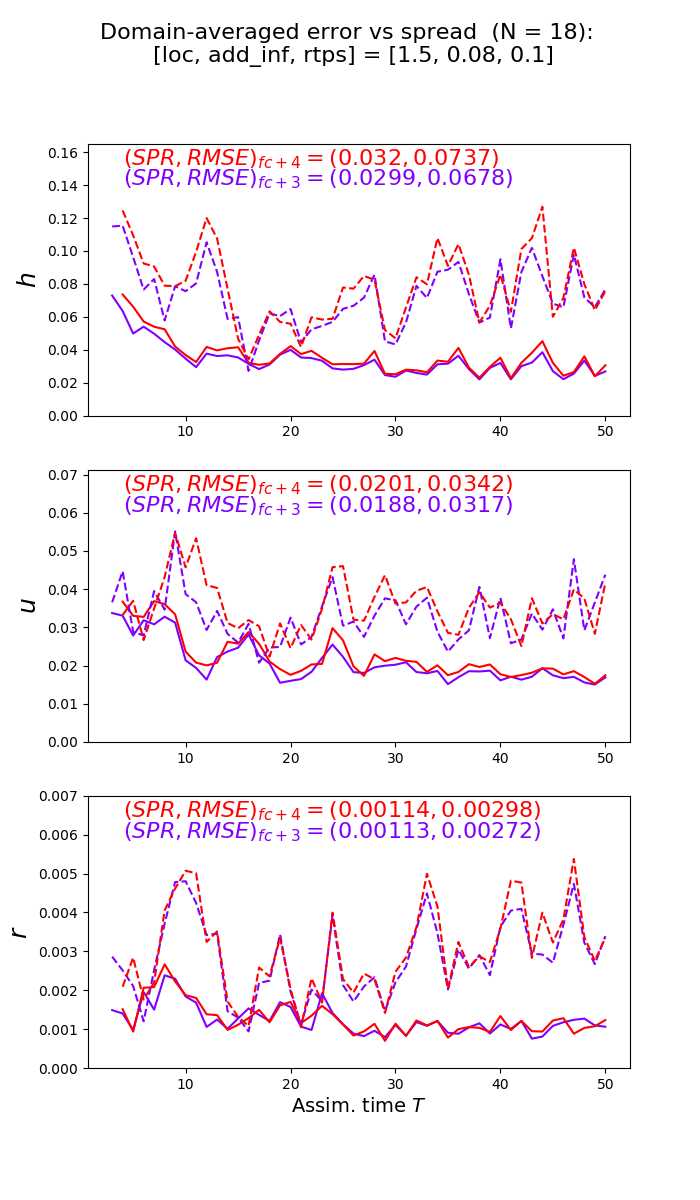 Domain-averaged error vs spread (N = 18):
[loc, add_inf, rtps] = [1.5, 0.08, 0.1]
(SPR, RMSE)fc+4 = (0.032, 0.0737)
(SPR, RMSE)fc+3 = (0.0299, 0.0678)
h
0.16
0.14
0.12
0.10
0.08
0.06
0.04
0.02
0.00
10 20 30 40 50
(SPR, RMSE)fc+4 = (0.0201, 0.0342)
(SPR, RMSE)fc+3 = (0.0188, 0.0317)
u
0.07
0.06
0.05
0.04
0.03
0.02
0.01
0.00
10 20 30 40 50
(SPR, RMSE)fc+4 = (0.00114, 0.00298)
(SPR, RMSE)fc+3 = (0.00113, 0.00272)
r
0.007
0.006
0.005
0.004
0.003
0.002
0.001
0.000
10 20 30 40 50
Assim. time T